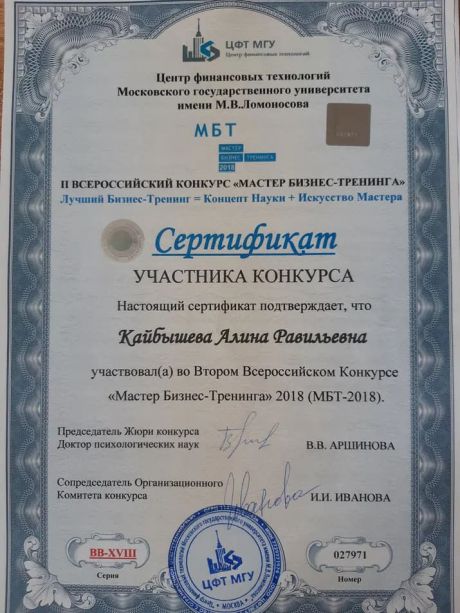 ЦФТ МГУ
Центр финансовых технологий
Центр финансовых технологий
Московского государственного университета
имени М.В.Ломоносова
МБТ
МАСТЕР
БИЗНЕС ТРЕНИНГА
2018
II ВСЕРОССИЙСКИЙ КОНКУРС «МАСТЕР БИЗНЕС-ТРЕНИНГА»
Лучший Бизнес-Тренинг = Концепт Науки + Искусство Мастера
Сертификат
УЧАСТНИКА КОНКУРСА
Настоящий сертификат подтверждает, что
Кайбышева Алина Равильевна
участвовал(а) во Втором Всероссийском Конкурсе
«Мастер Бизнес-Тренинга» 2018 (МБТ-2018).
Председатель Жюри конкурса
Доктор психологических наук
В.В. АРШИНОВА
Сопредседатель Организационного
Комитета конкурса
И.И. ИВАНОВА
ВВ-XVIII
Серия
ЦФТ МГУ
МОСКВА
027971
Номер